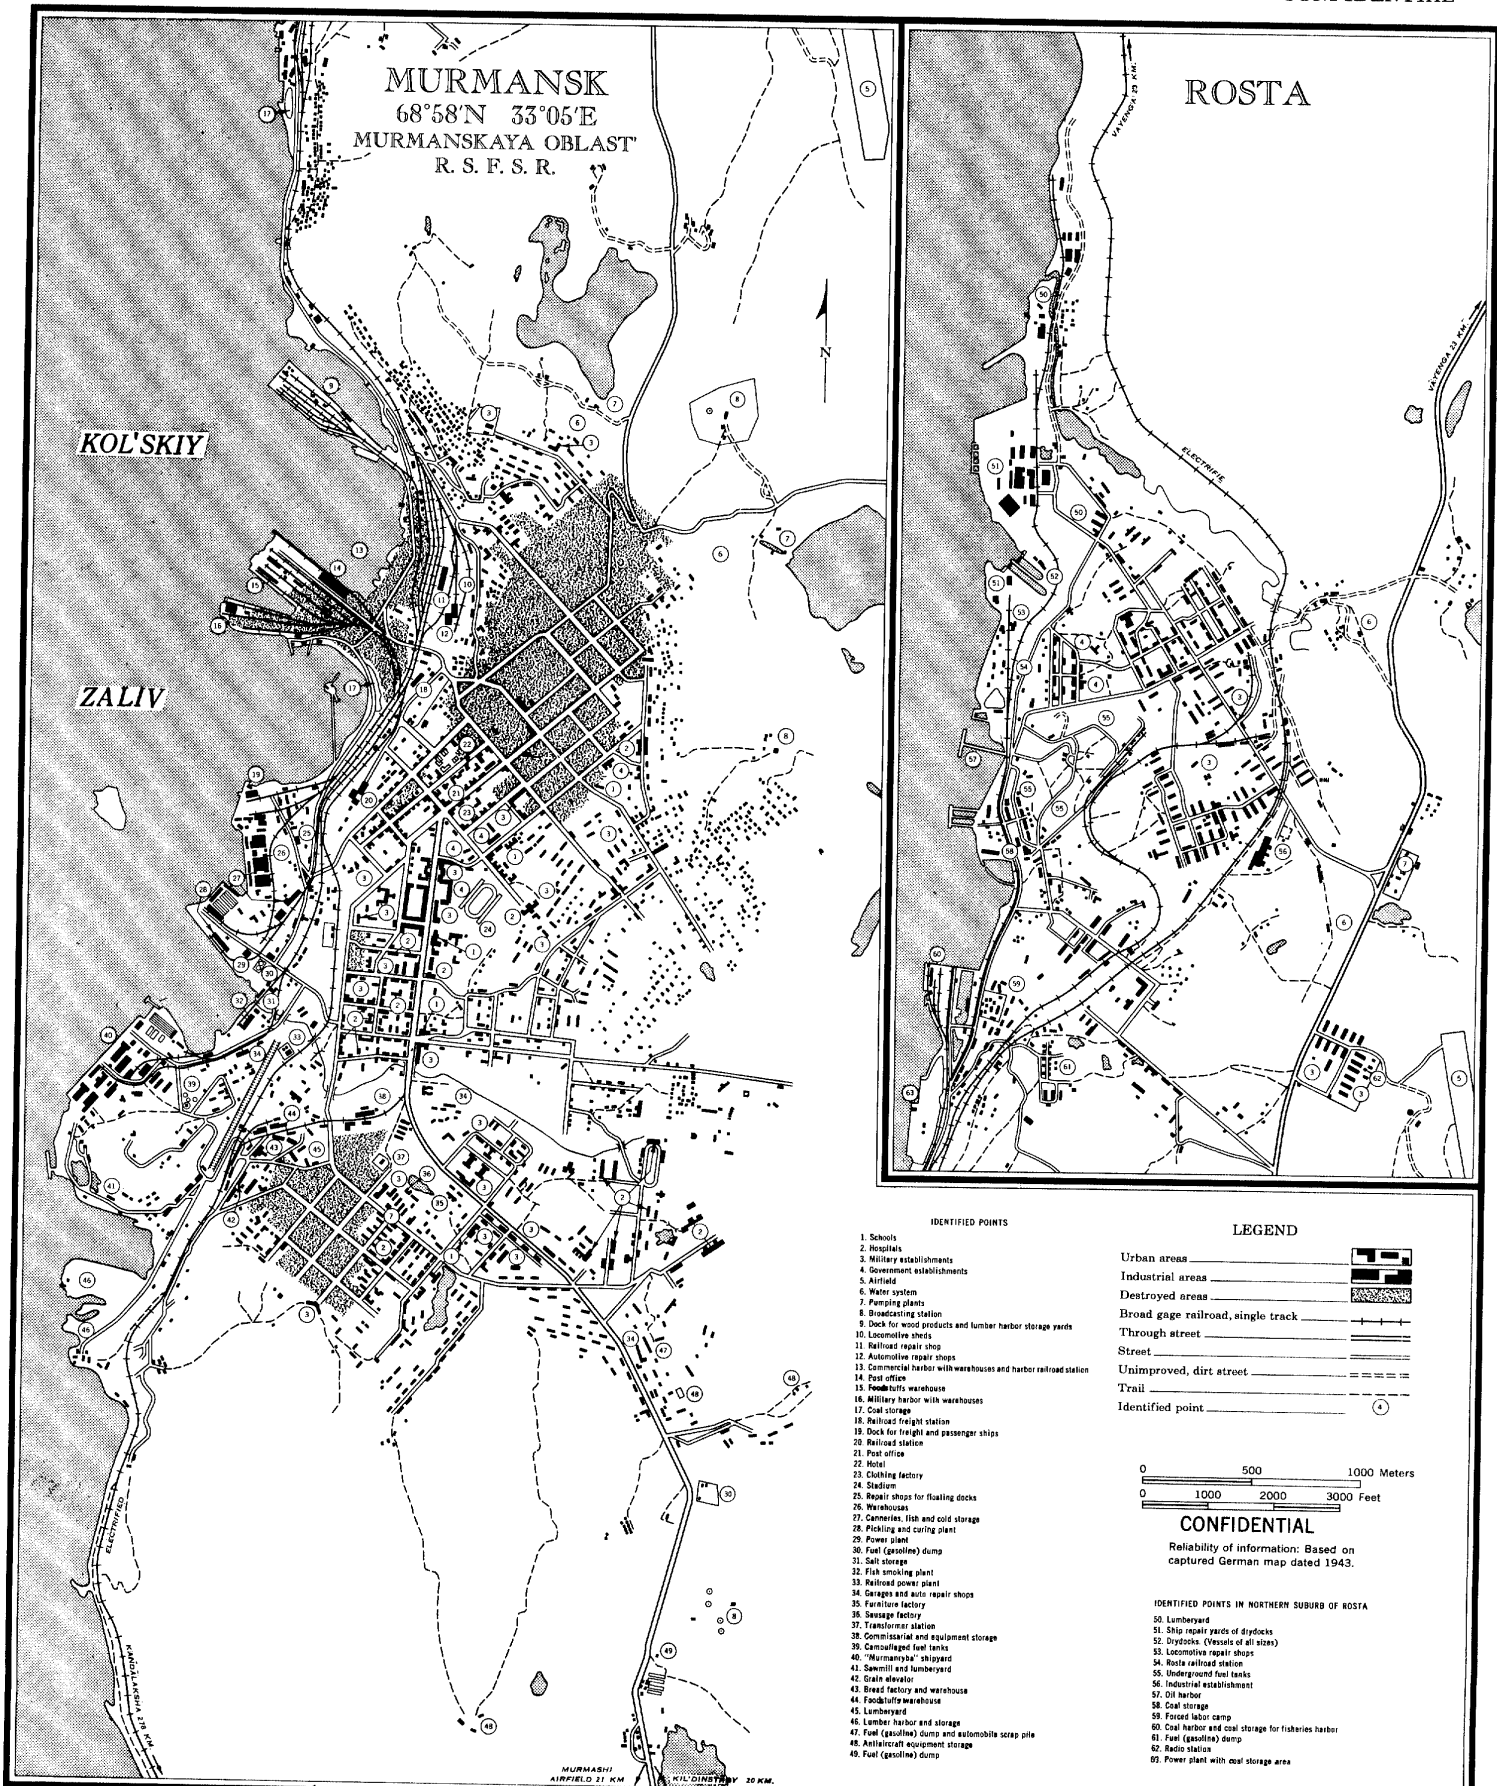 MURMANSK
68°58'N 33°05'E
MURMANSKAYA OBLAST'
R. S. F. S. R.
ROSTA
VAYENGA 23 KM.
VAYENGA 23 KM.
ELECTRIFIE
N
KOL'SKIY
ZALIV
ELECTRIFIED
KANDALAKSHA 276 KM.
MURMASHI
AIRFIELD 21 KM
KIL'DINSTROY 20 KM.
IDENTIFIED POINTS
1. Schools
2. Hospitals
3. Military establishments
4. Government establishments
5. Airfield
6. Water system
7. Pumping plants
8. Broadcasting station
9. Dock for wood products and lumber harbor storage yards
10. Locomotive sheds
11. Railroad repair shop
12. Automotive repair shops
13. Commercial harbor with warehouses and harbor railroad station
14. Post office
15. Foodstuffs warehouse
16. Military harbor with warehouses
17. Coal storage
18. Railroad freight station
19. Dock for freight and passenger ships
20. Railroad station
21. Post office
22. Hotel
23. Clothing factory
24. Stadium
25. Repair shops for floating docks
26. Warehouses
27. Canneries, fish and cold storage
28. Pickling and curing plant
29. Power plant
30. Fuel (gasoline) dump
31. Salt storage
32. Fish smoking plant
33. Railroad power plant
34. Garages and auto repair shops
35. Furniture factory
36. Sausage factory
37. Transformer station
38. Commissariat and equipment storage
39. Camouflaged fuel tanks
40. "Murmanryba" shipyard
41. Sawmill and lumberyard
42. Grain elevator
43. Bread factory and warehouse
44. Foodstuffs warehouse
45. Lumberyard
46. Lumber harbor and storage
47. Fuel (gasoline) dump and automobile scrap pile
48. Antiaircraft equipment storage
49. Fuel (gasoline) dump
LEGEND
Urban areas
Industrial areas
Destroyed areas
Broad gage railroad, single track
Through street
Street
Unimproved, dirt street
Trail
Identified point 4
0 500 1000 Meters
0 1000 2000 3000 Feet
CONFIDENTIAL
Reliability of information: Based on
captured German map dated 1943.
IDENTIFIED POINTS IN NORTHERN SUBURB OF ROSTA
50. Lumberyard
51. Ship repair yards of drydocks
52. Drydocks. (Vessels of all sizes)
53. Locomotive repair shops
54. Rosta railroad station
55. Underground fuel tanks
56. Industrial establishment
57. Oil harbor
58. Coal storage
59. Forced labor camp
60. Coal harbor and coal storage for fisheries harbor
61. Fuel (gasoline) dump
62. Radio station
63. Power plant with coal storage area